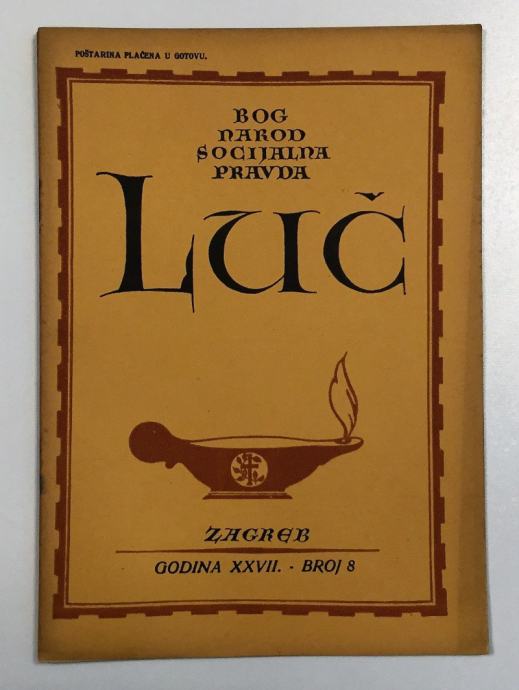 POŠTARINA PLAĆENA U GOTOVU.
BOG
NAROD
SOCIJALNA
PRAVDA
LUČ
ZAGREB
GODINA XXVII. - BROJ 8